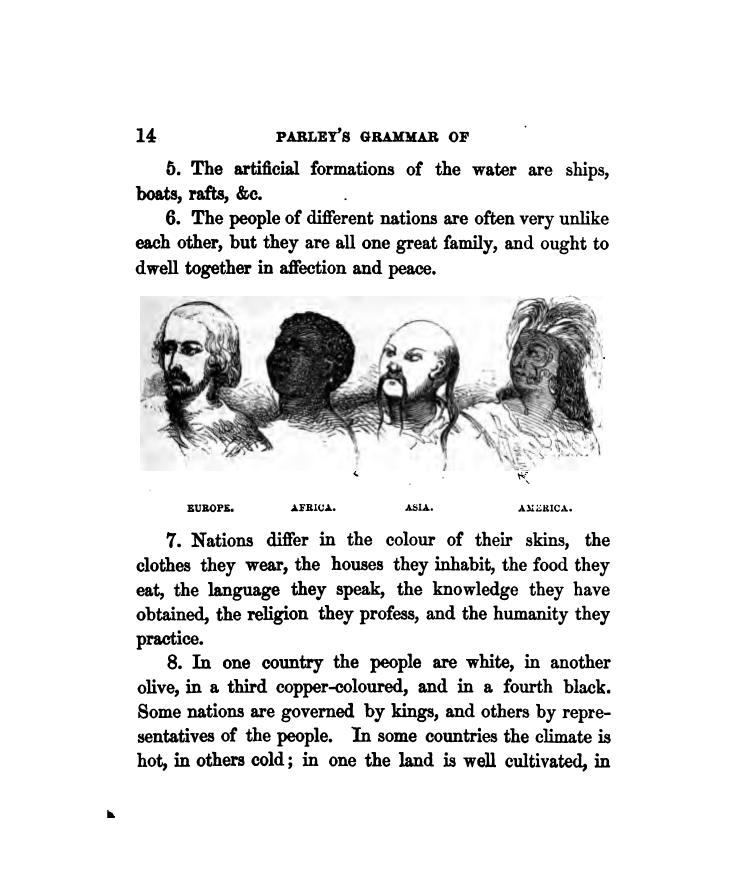 14 PARLEY'S GRAMMAR OF
5. The artificial formations of the water are ships,
boats, rafts, &c.
6. The people of different nations are often very unlike
each other, but they are all one great family, and ought to
dwell together in affection and peace.
EUROPE. AFRICA. ASIA. AMERICA.
7. Nations differ in the colour of their skins, the
clothes they wear, the houses they inhabit, the food they
eat, the language they speak, the knowledge they have
obtained, the religion they profess, and the humanity they
practice.
8. In one country the people are white, in another
olive, in a third copper-coloured, and in a fourth black.
Some nations are governed by kings, and others by repre-
sentatives of the people. In some countries the climate is
hot, in others cold; in one the land is well cultivated, in